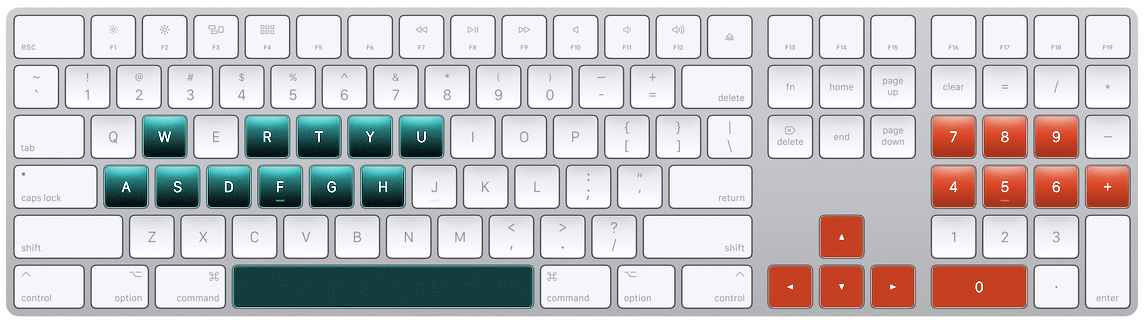 esc F1 F2 F3 F4 F5 F6 F7 F8 F9 F10 F11 F12 F13 F14 F15 F16 F17 F18 F19
~ ! @ # $ % ^ & * ( ) — +
` 1 2 3 4 5 6 7 8 9 0 - = delete fn home page up clear = / *
tab Q W E R T Y U I O P { [ } ] | \ delete end page down 7 8 9 –
caps lock A S D F G H J K L : ; " ' return 4 5 6 +
shift Z X C V B N M < , > . ? / shift ▲ 1 2 3
^ control ⌥ option ⌘ command ⌘ command ⌥ option ^ control ◄ ▼ ► 0 . enter